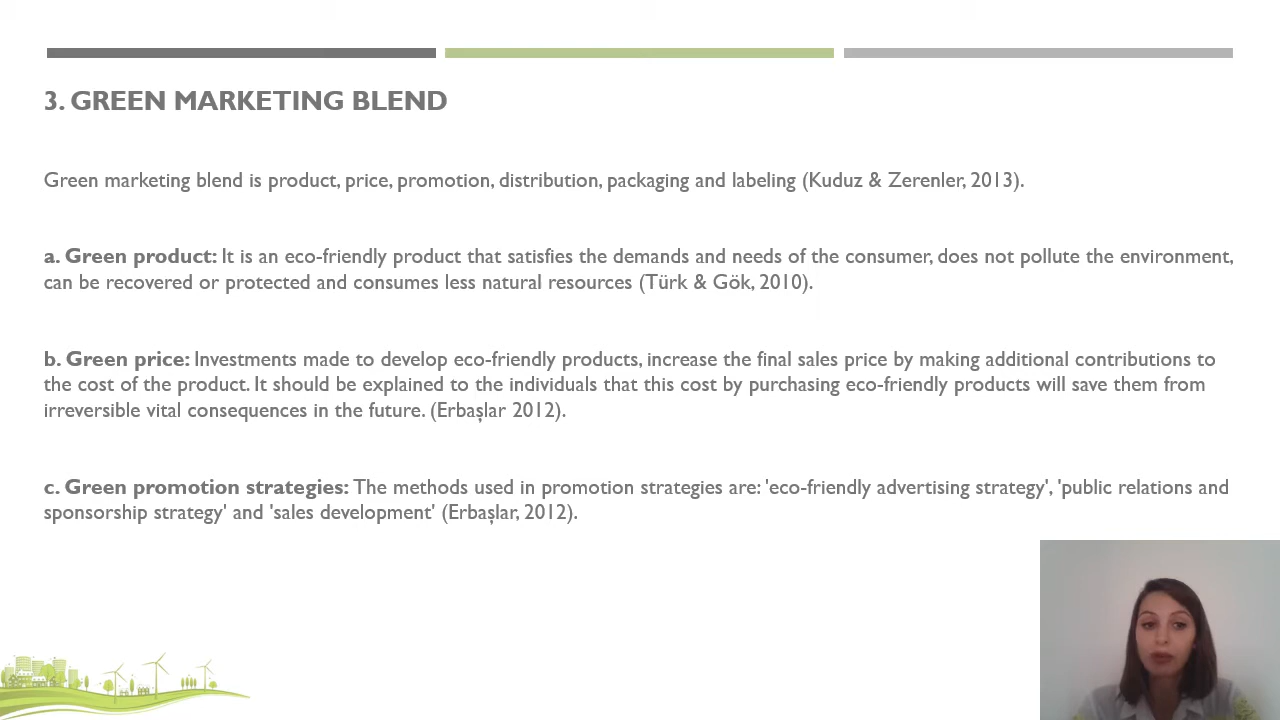 3. GREEN MARKETING BLEND
Green marketing blend is product, price, promotion, distribution, packaging and labeling (Kuduz & Zerenler, 2013).
a. Green product: It is an eco-friendly product that satisfies the demands and needs of the consumer, does not pollute the environment,
can be recovered or protected and consumes less natural resources (Türk & Gök, 2010).
b. Green price: Investments made to develop eco-friendly products, increase the final sales price by making additional contributions to
the cost of the product. It should be explained to the individuals that this cost by purchasing eco-friendly products will save them from
irreversible vital consequences in the future. (Erbaşlar 2012).
c. Green promotion strategies: The methods used in promotion strategies are: 'eco-friendly advertising strategy', 'public relations and
sponsorship strategy' and 'sales development' (Erbaşlar, 2012).